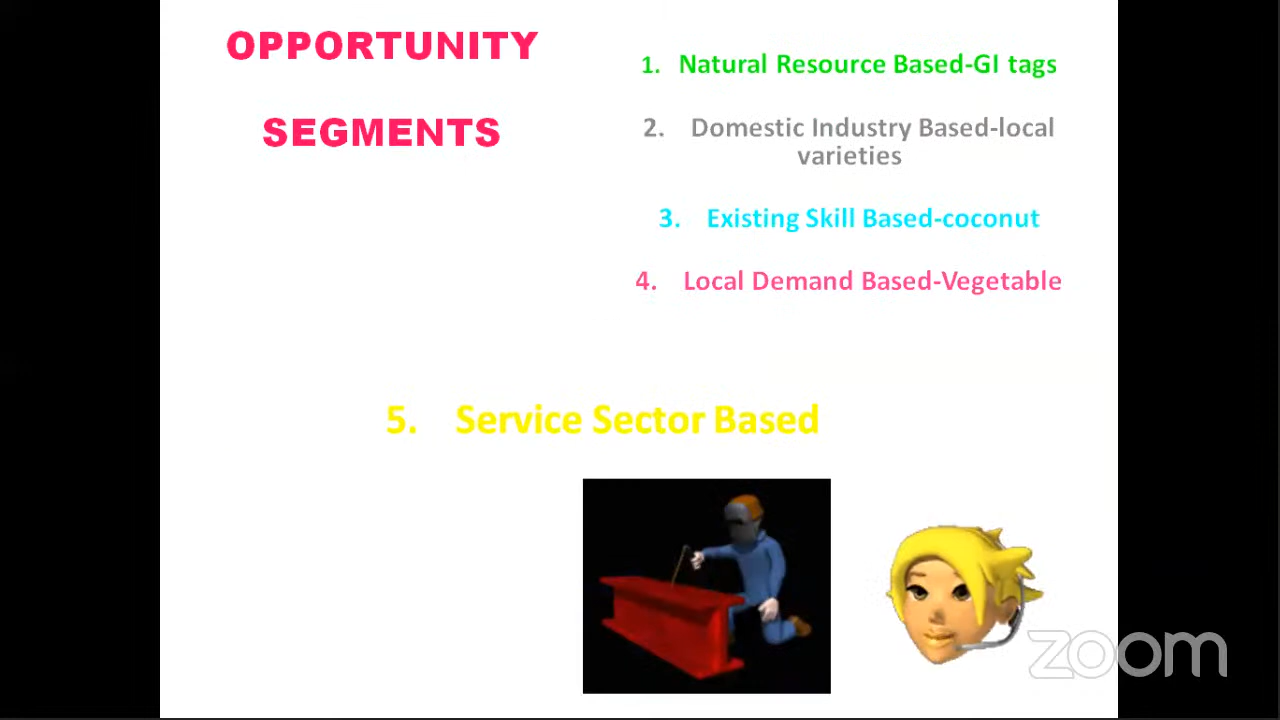 OPPORTUNITY
SEGMENTS
1. Natural Resource Based-GI tags
2. Domestic Industry Based-local
varieties
3. Existing Skill Based-coconut
4. Local Demand Based-Vegetable
5. Service Sector Based
zoom